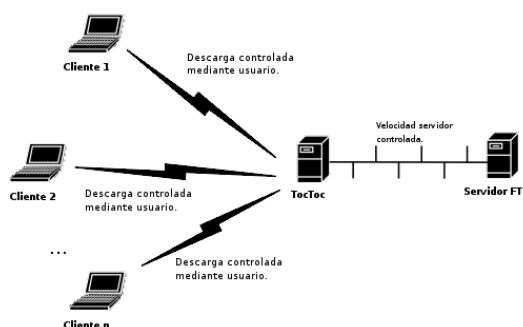 Cliente 1
Descarga controlada
mediante usuario.
Velocidad servidor
controlada.
Cliente 2
Descarga controlada
mediante usuario.
TocToc
Servidor FT
...
Descarga controlada
mediante usuario.
Cliente n